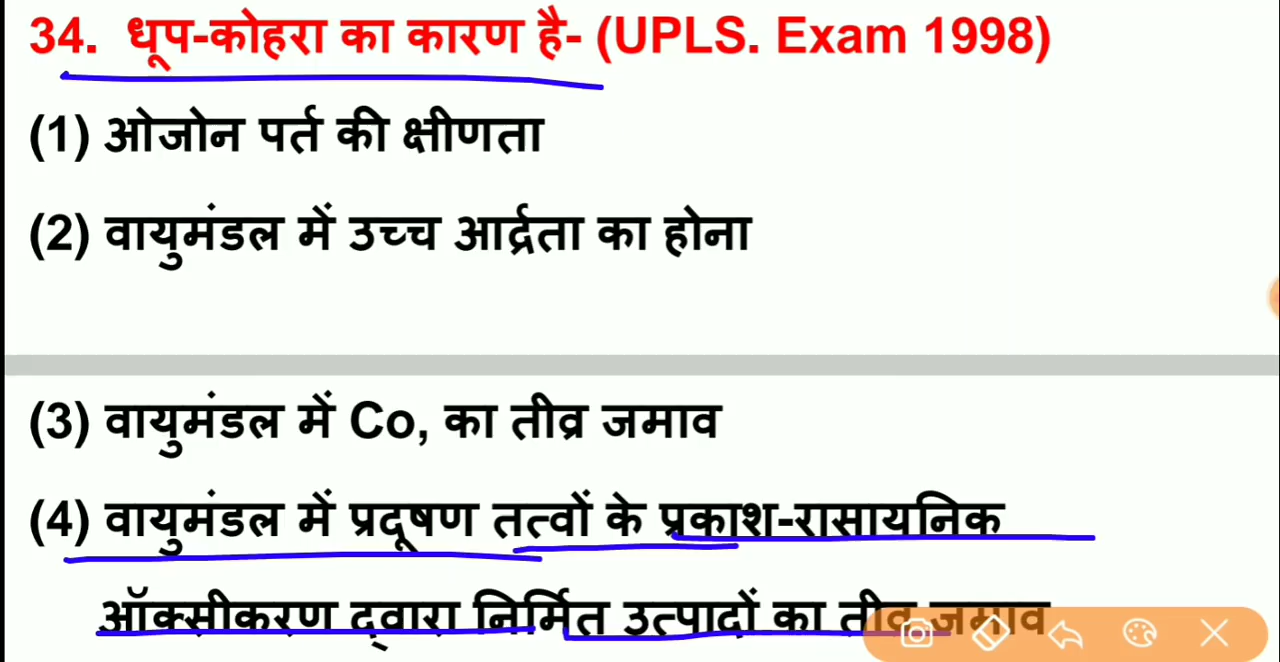 34. धूप-कोहरा का कारण है- (UPLS. Exam 1998)
(1) ओजोन पर्त की क्षीणता
(2) वायुमंडल में उच्च आर्द्रता का होना
(3) वायुमंडल में Co, का तीव्र जमाव
(4) वायुमंडल में प्रदूषण तत्वों के प्रकाश-रासायनिक
ऑक्सीकरण द्वारा निर्मित उत्पादों का तीव्र जमाव